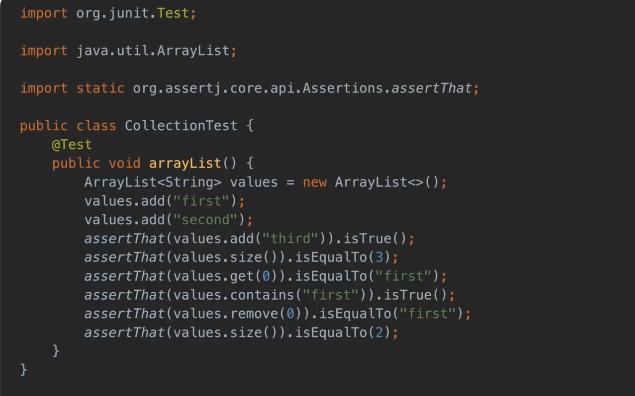 import org.junit.Test;
import java.util.ArrayList;
import static org.assertj.core.api.Assertions.assertThat;
public class CollectionTest {
@Test
public void arrayList() {
ArrayList<String> values = new ArrayList<>();
values.add("first");
values.add("second");
assertThat(values.add("third")).isTrue();
assertThat(values.size()).isEqualTo(3);
assertThat(values.get(0)).isEqualTo("first");
assertThat(values.contains("first")).isTrue();
assertThat(values.remove(0)).isEqualTo("first");
assertThat(values.size()).isEqualTo(2);
}
}